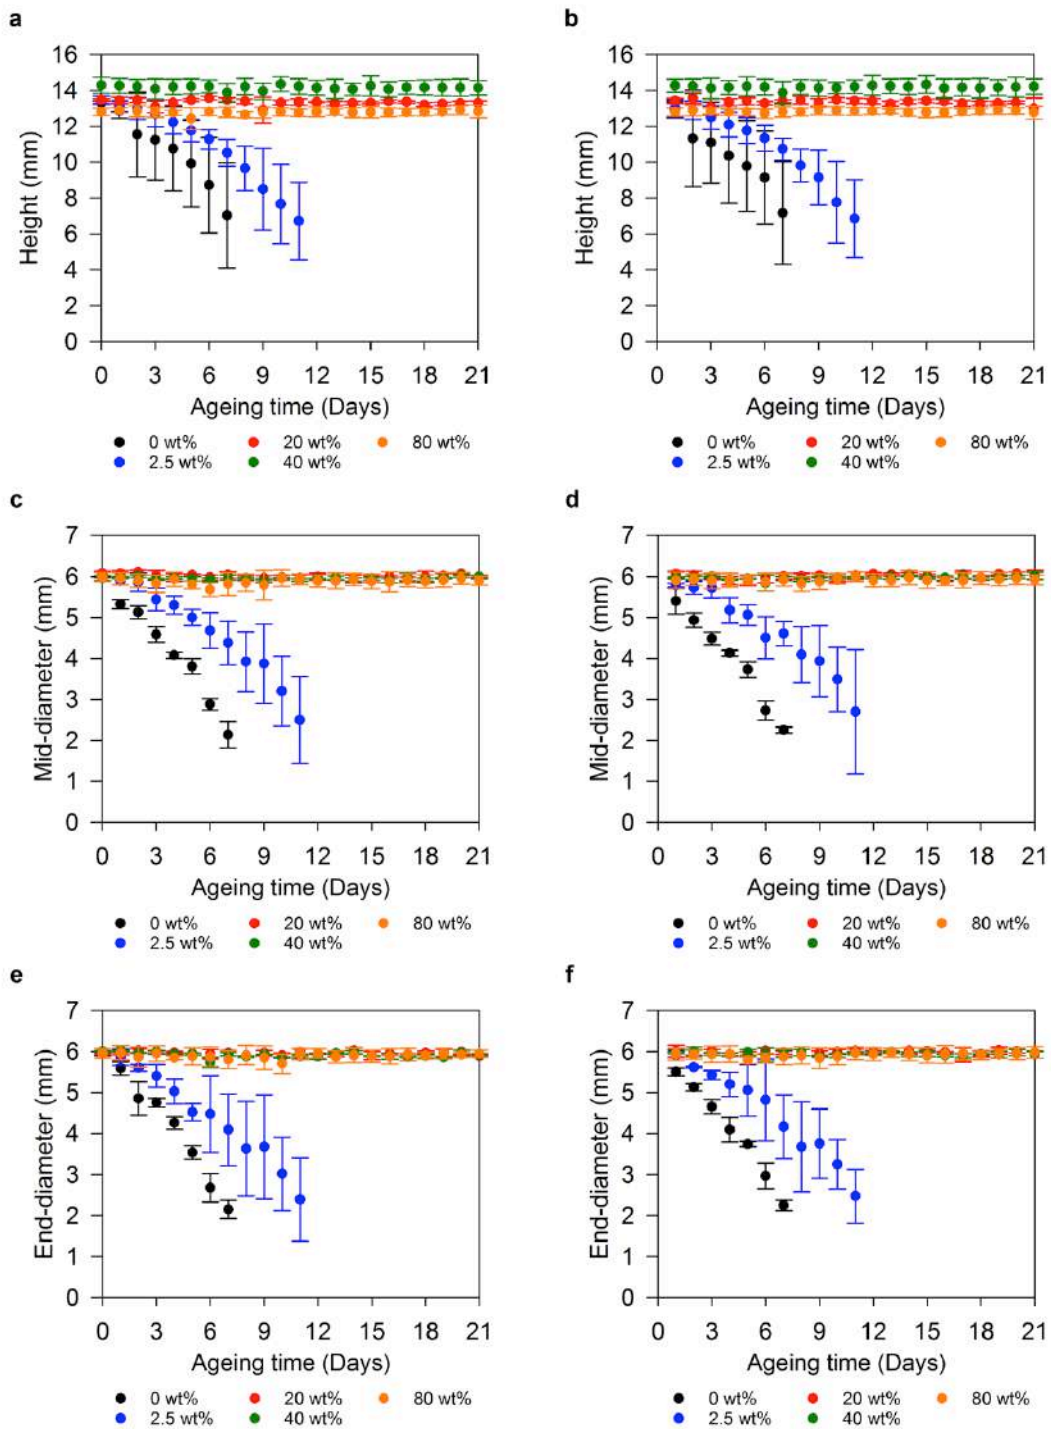 a
b
16
14
12
10
8
6
4
2
0
Height (mm)
0 3 6 9 12 15 18 21
Ageing time (Days)
0 wt% 20 wt% 80 wt%
2.5 wt% 40 wt%
16
14
12
10
8
6
4
2
0
Height (mm)
0 3 6 9 12 15 18 21
Ageing time (Days)
0 wt% 20 wt% 80 wt%
2.5 wt% 40 wt%
c
d
7
6
5
4
3
2
1
0
Mid-diameter (mm)
0 3 6 9 12 15 18 21
Ageing time (Days)
0 wt% 20 wt% 80 wt%
2.5 wt% 40 wt%
7
6
5
4
3
2
1
0
Mid-diameter (mm)
0 3 6 9 12 15 18 21
Ageing time (Days)
0 wt% 20 wt% 80 wt%
2.5 wt% 40 wt%
e
f
7
6
5
4
3
2
1
0
End-diameter (mm)
0 3 6 9 12 15 18 21
Ageing time (Days)
0 wt% 20 wt% 80 wt%
2.5 wt% 40 wt%
7
6
5
4
3
2
1
0
End-diameter (mm)
0 3 6 9 12 15 18 21
Ageing time (Days)
0 wt% 20 wt% 80 wt%
2.5 wt% 40 wt%